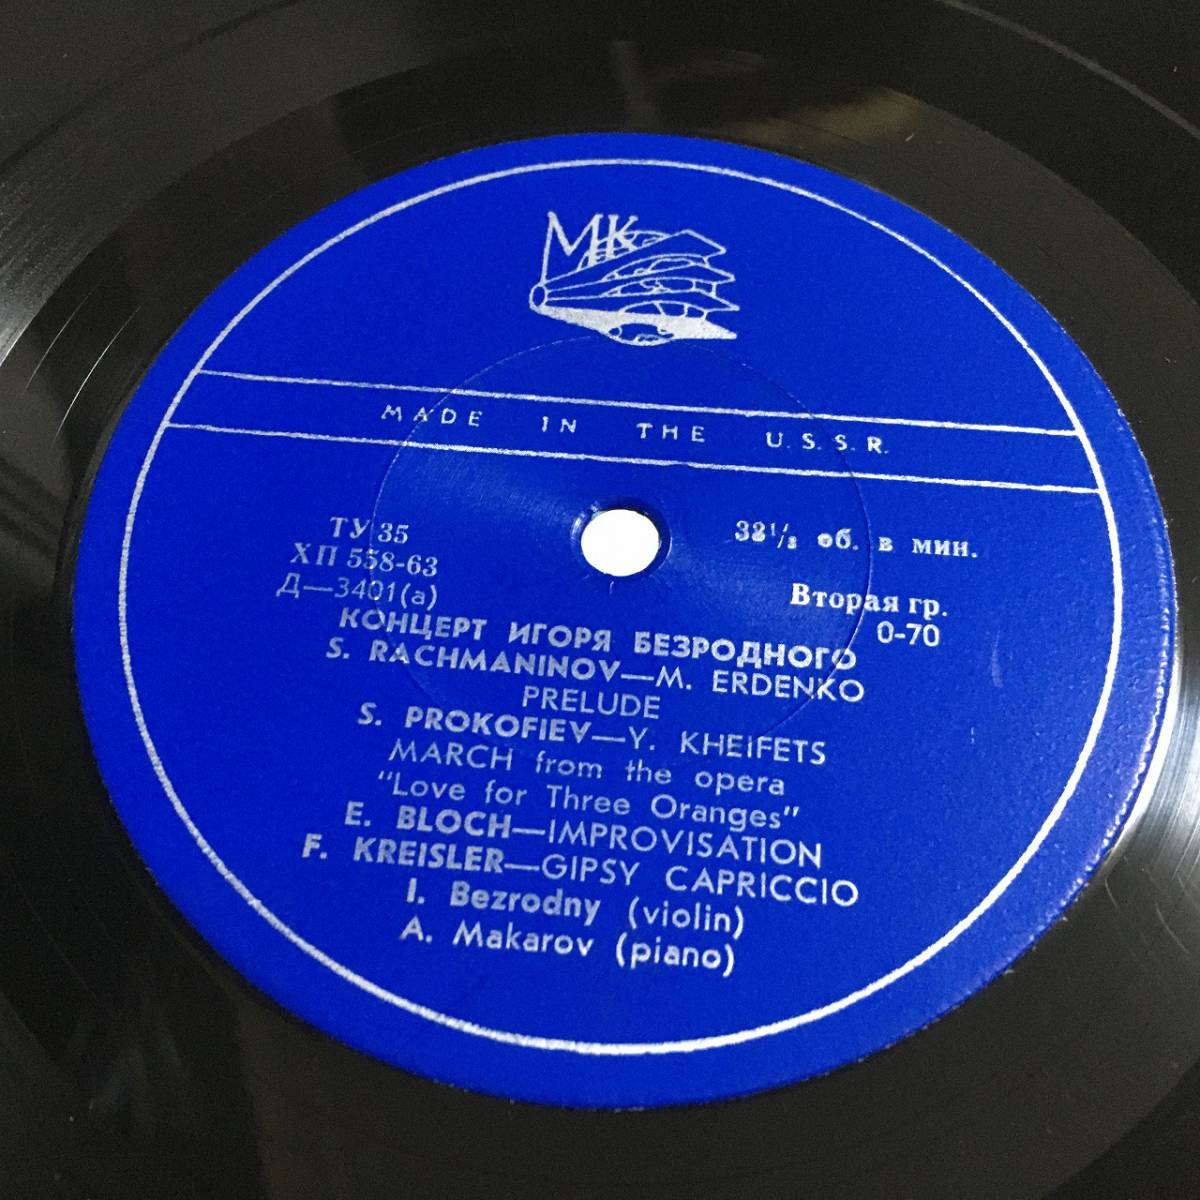 МК
MADE IN THE U.S.S.R.
ТУ 35
ХП 558-63
Д—3401(а)
33⅓ об. в мин.
Вторая гр.
0-70
КОНЦЕРТ ИГОРЯ БЕЗРОДНОГО
S. RACHMANINOV—M. ERDENKO
PRELUDE
S. PROKOFIEV—Y. KHEIFETS
MARCH from the opera
"Love for Three Oranges"
E. BLOCH—IMPROVISATION
F. KREISLER—GIPSY CAPRICCIO
I. Bezrodny (violin)
A. Makarov (piano)